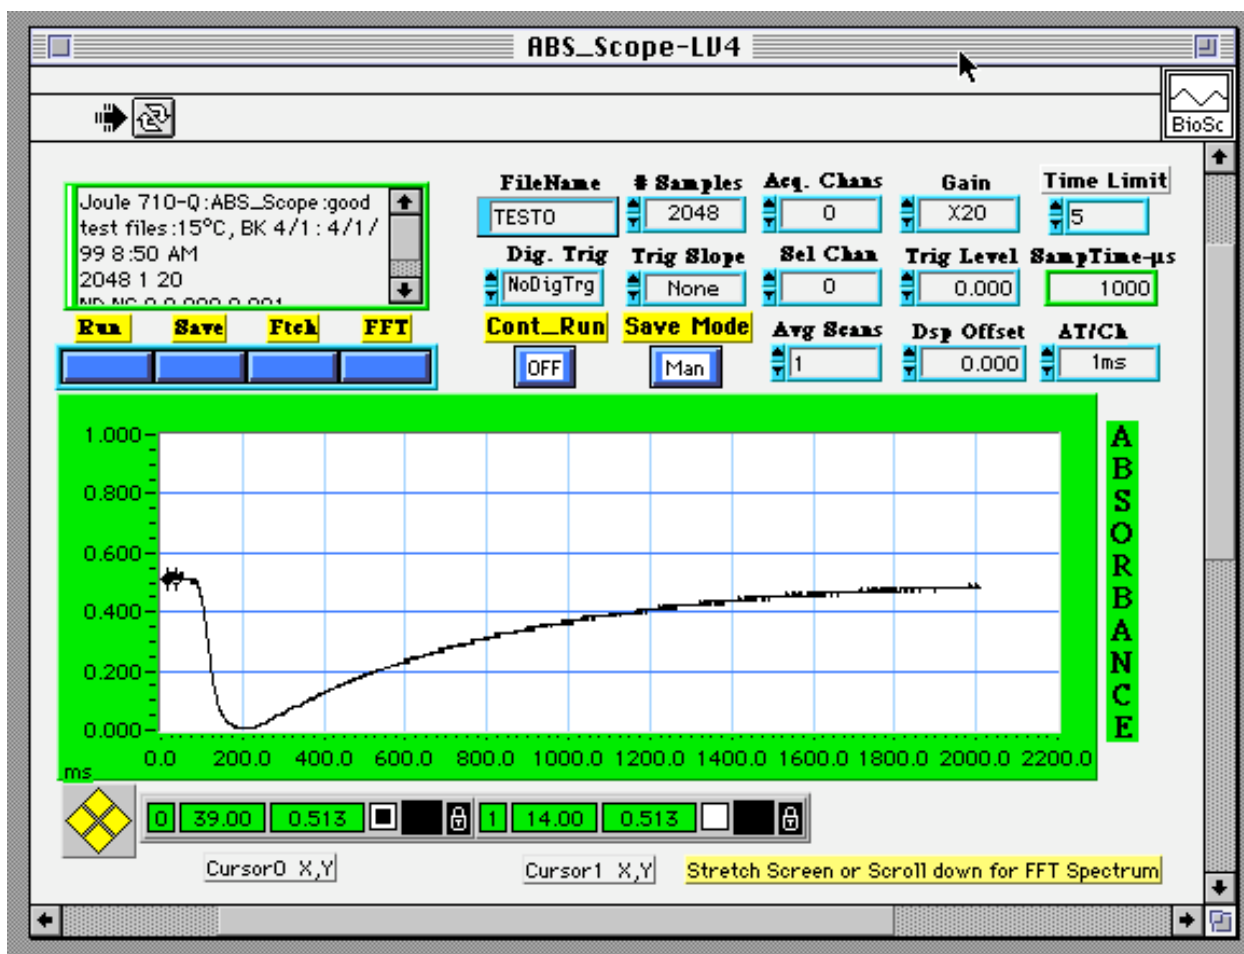 ABS_Scope-LV4
BioSc
Joule 710-Q:ABS_Scope:good
test files:15°C, BK 4/1: 4/1/
99 8:50 AM
2048 1 20
FileName # Samples Acq. Chans Gain Time Limit
TEST0 2048 0 X20 5
Dig. Trig Trig Slope Sel Chan Trig Level SampTime-µs
NoDigTrg None 0 0.000 1000
Run Save Ftch FFT
Cont_Run Save Mode Avg Scans Dsp Offset ΔT/Ch
OFF Man 1 0.000 1ms
1.000
0.800
0.600
0.400
0.200
0.000
ABSORBANCE
0.0 200.0 400.0 600.0 800.0 1000.0 1200.0 1400.0 1600.0 1800.0 2000.0 2200.0
ms
0 39.00 0.513 1 14.00 0.513
Cursor0 X,Y Cursor1 X,Y Stretch Screen or Scroll down for FFT Spectrum